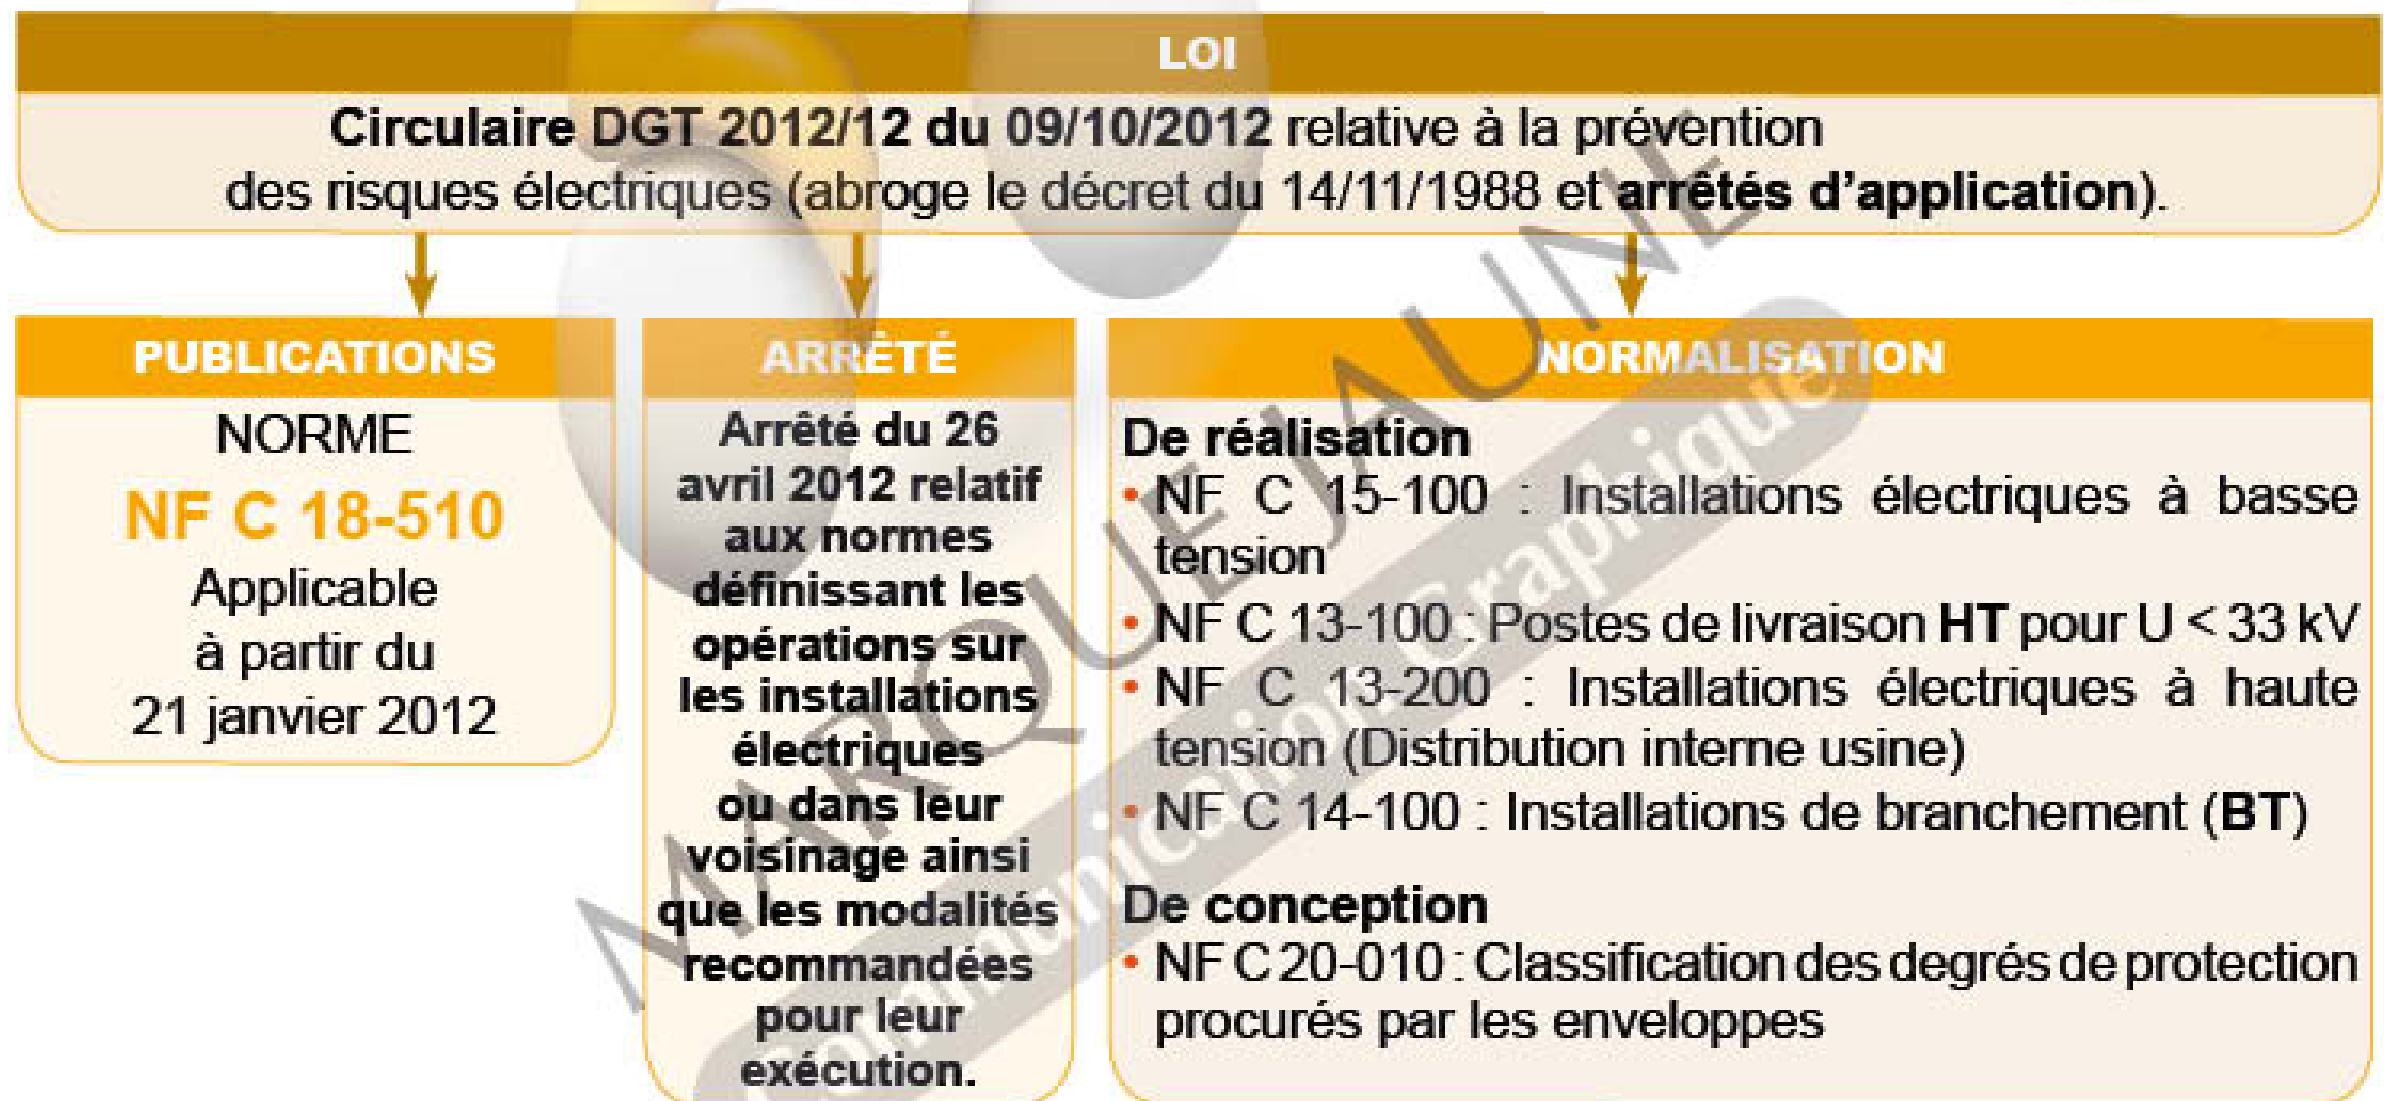 LOI
Circulaire DGT 2012/12 du 09/10/2012 relative à la prévention
des risques électriques (abroge le décret du 14/11/1988 et arrêtés d’application).
PUBLICATIONS
NORME
NF C 18-510
Applicable
à partir du
21 janvier 2012
ARRÊTÉ
Arrêté du 26
avril 2012 relatif
aux normes
définissant les
opérations sur
les installations
électriques
ou dans leur
voisinage ainsi
que les modalités
recommandées
pour leur
exécution.
NORMALISATION
De réalisation
• NF C 15-100 : Installations électriques à basse
tension
• NF C 13-100 : Postes de livraison HT pour U < 33 kV
• NF C 13-200 : Installations électriques à haute
tension (Distribution interne usine)
• NF C 14-100 : Installations de branchement (BT)
De conception
• NF C 20-010 : Classification des degrés de protection
procurés par les enveloppes
MARQUE JAUNE
Communication Graphique